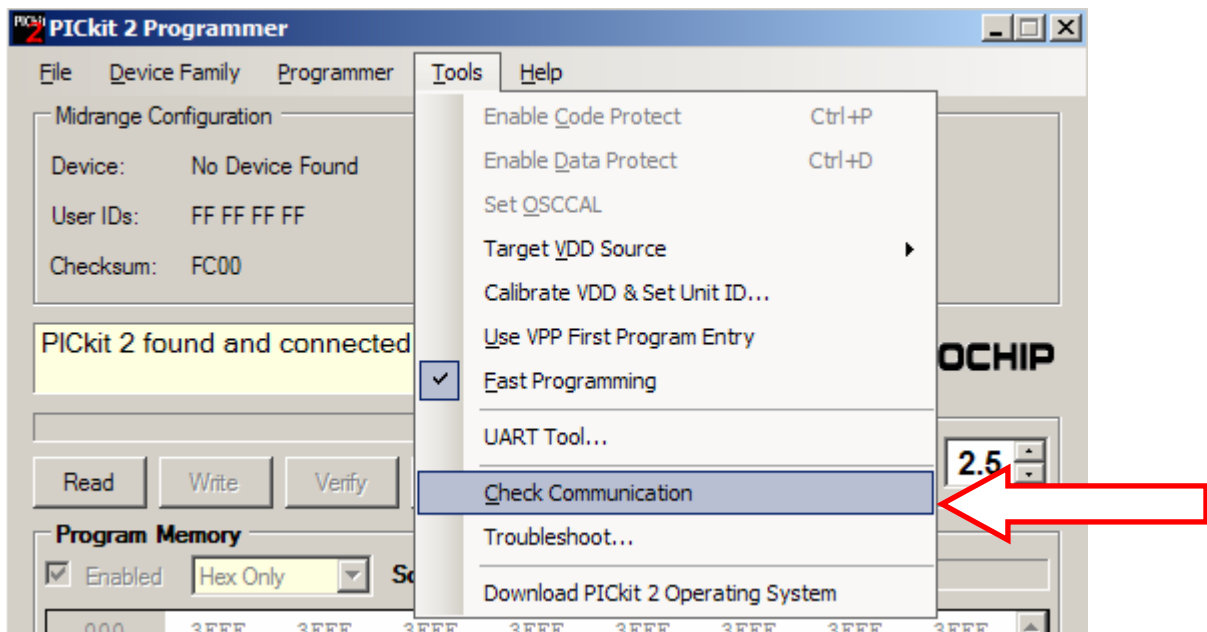 PICkit 2 Programmer
File Device Family Programmer Tools Help
Midrange Configuration
Device: No Device Found
User IDs: FF FF FF FF
Checksum: FC00
PICkit 2 found and connected
Enable Code Protect Ctrl+P
Enable Data Protect Ctrl+D
Set OSCCAL
Target VDD Source
Calibrate VDD & Set Unit ID...
Use VPP First Program Entry
Fast Programming
UART Tool...
Check Communication
Troubleshoot...
Download PICkit 2 Operating System
OCHIP
2.5
Read Write Verify
Program Memory
Enabled Hex Only
000 3FFF 3FFF 3FFF 3FFF 3FFF 3FFF 3FFF 3FFF